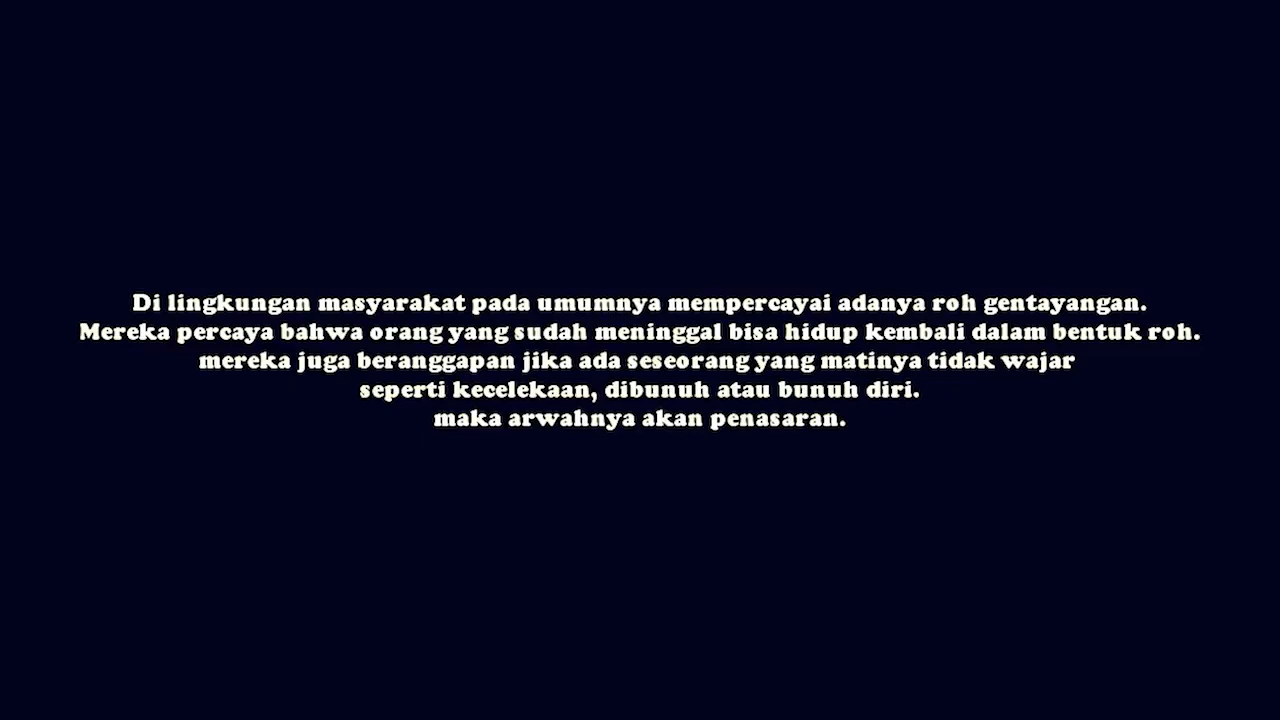 Di lingkungan masyarakat pada umumnya mempercayai adanya roh gentayangan.
Mereka percaya bahwa orang yang sudah meninggal bisa hidup kembali dalam bentuk roh.
mereka juga beranggapan jika ada seseorang yang matinya tidak wajar
seperti kecelekaan, dibunuh atau bunuh diri.
maka arwahnya akan penasaran.